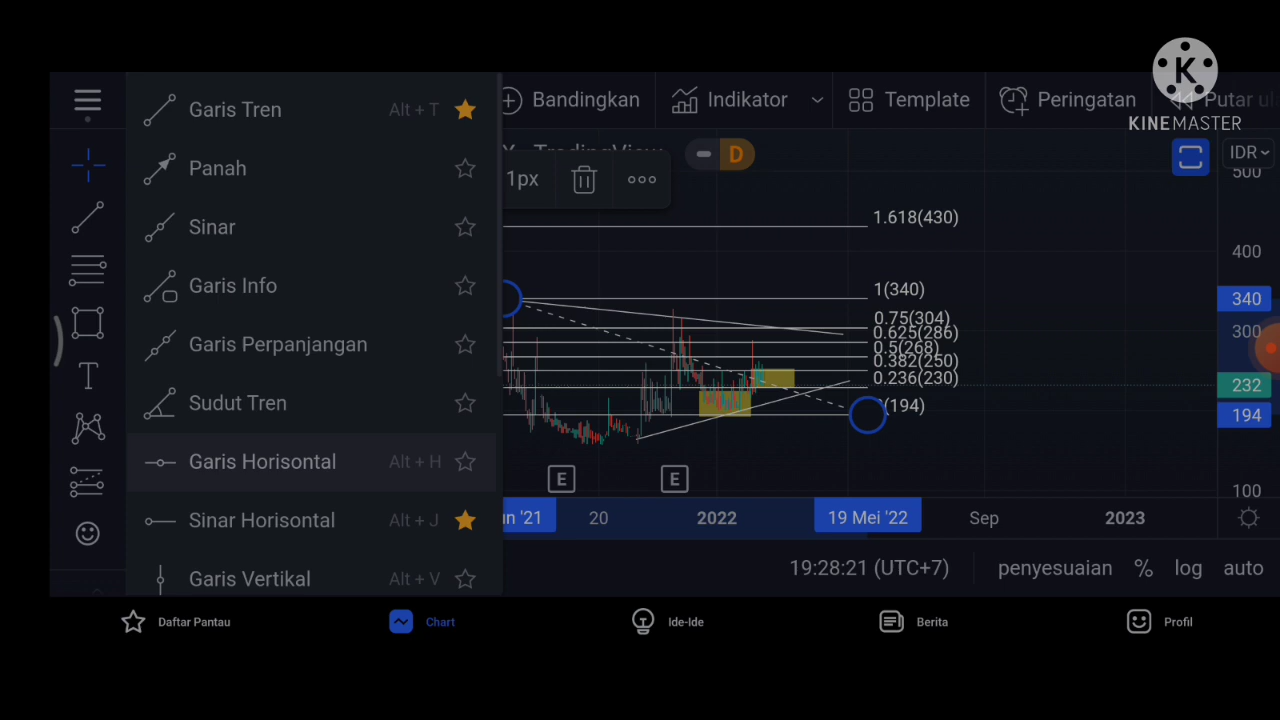 K
KINEMASTER
Garis Tren Alt + T
Panah
Sinar
Garis Info
Garis Perpanjangan
Sudut Tren
Garis Horisontal Alt + H
Sinar Horisontal Alt + J
Garis Vertikal Alt + V
Bandingkan
Indikator
Template
Peringatan
Putar
TradingView
D
IDR
1px
T
1.618(430)
1(340)
0.75(304)
0.625(286)
0.5(268)
0.382(250)
0.236(230)
(194)
500
400
340
300
232
194
100
E E
'21 20 2022 19 Mei '22 Sep 2023
19:28:21 (UTC+7) penyesuaian % log auto
Daftar Pantau Chart Ide-Ide Berita Profil